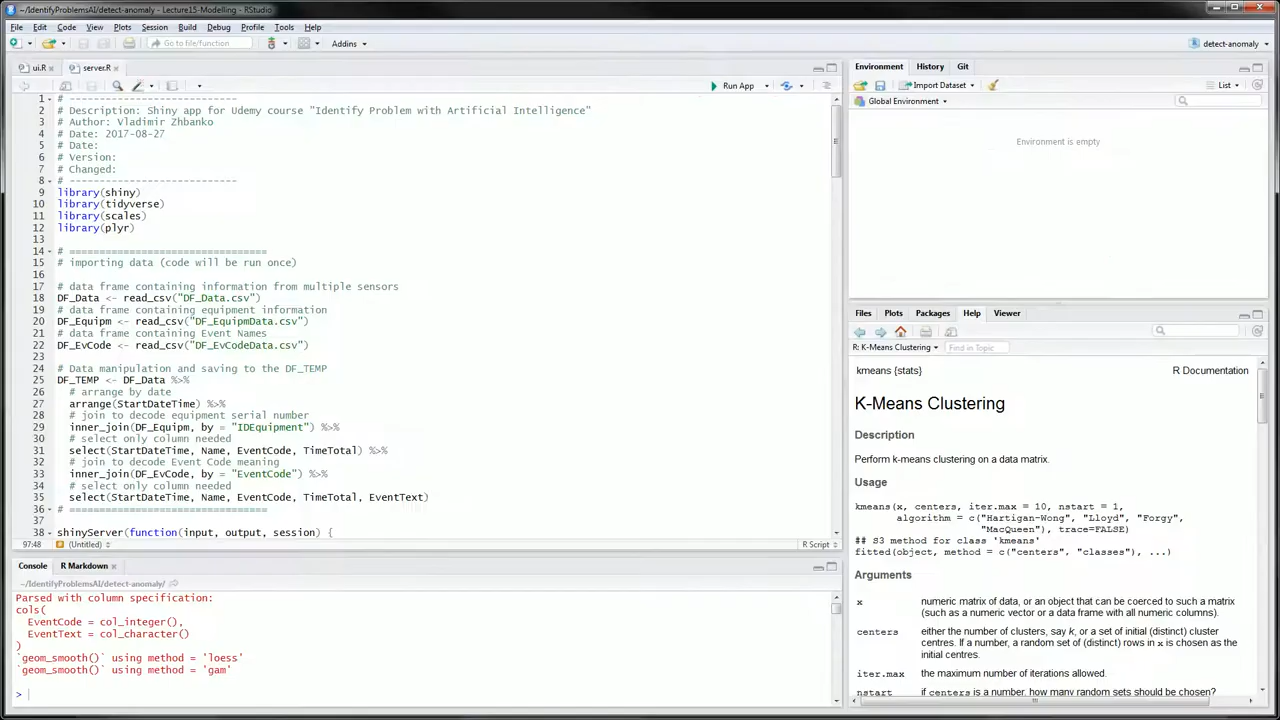 ~/IdentifyProblemsAI/detect-anomaly - Lecture15-Modelling - RStudio
File Edit Code View Plots Session Build Debug Profile Tools Help
Go to file/function Addins detect-anomaly
ui.R server.R
Run App
1 # ------------------------------
2 # Description: Shiny app for Udemy course "Identify Problem with Artificial Intelligence"
3 # Author: Vladimir Zhbanko
4 # Date: 2017-08-27
5 # Date:
6 # Version:
7 # Changed:
8 # ------------------------------
9 library(shiny)
10 library(tidyverse)
11 library(scales)
12 library(plyr)
13
14 # =================================
15 # importing data (code will be run once)
16
17 # data frame containing information from multiple sensors
18 DF_Data <- read_csv("DF_Data.csv")
19 # data frame containing equipment information
20 DF_Equipm <- read_csv("DF_EquipmData.csv")
21 # data frame containing Event Names
22 DF_EvCode <- read_csv("DF_EvCodeData.csv")
23
24 # Data manipulation and saving to the DF_TEMP
25 DF_TEMP <- DF_Data %>%
26 # arrange by date
27 arrange(StartDateTime) %>%
28 # join to decode equipment serial number
29 inner_join(DF_Equipm, by = "IDEquipment") %>%
30 # select only column needed
31 select(StartDateTime, Name, EventCode, TimeTotal) %>%
32 # join to decode Event Code meaning
33 inner_join(DF_EvCode, by = "EventCode") %>%
34 # select only column needed
35 select(StartDateTime, Name, EventCode, TimeTotal, EventText)
36 # =================================
37
38 shinyServer(function(input, output, session) {
97:48 (Untitled) R Script
Console R Markdown
~/IdentifyProblemsAI/detect-anomaly/
Parsed with column specification:
cols(
EventCode = col_integer(),
EventText = col_character()
)
`geom_smooth()` using method = 'loess'
`geom_smooth()` using method = 'gam'
>
Environment History Git
Import Dataset List
Global Environment
Environment is empty
Files Plots Packages Help Viewer
R: K-Means Clustering Find in Topic
kmeans {stats} R Documentation
K-Means Clustering
Description
Perform k-means clustering on a data matrix.
Usage
kmeans(x, centers, iter.max = 10, nstart = 1,
algorithm = c("Hartigan-Wong", "Lloyd", "Forgy",
"MacQueen"), trace=FALSE)
## S3 method for class 'kmeans'
fitted(object, method = c("centers", "classes"), ...)
Arguments
x numeric matrix of data, or an object that can be coerced to such a matrix
(such as a numeric vector or a data frame with all numeric columns).
centers either the number of clusters, say k, or a set of initial (distinct) cluster
centres. If a number, a random set of (distinct) rows in x is chosen as the
initial centres.
iter.max the maximum number of iterations allowed.
nstart if centers is a number, how many random sets should be chosen?